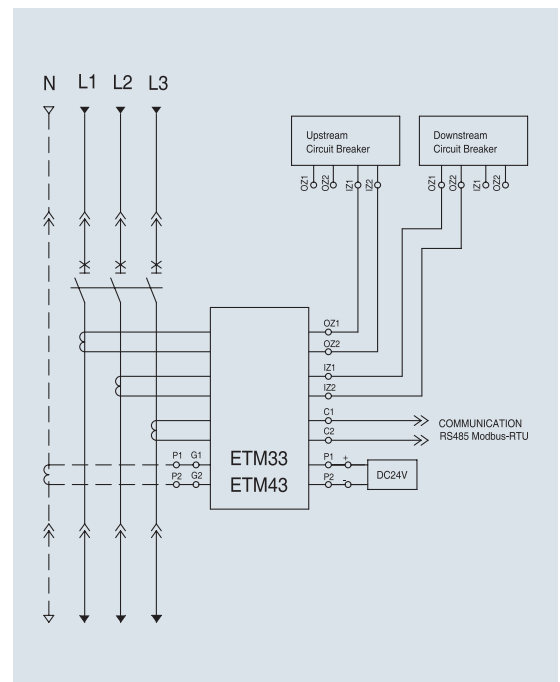 N L1 L2 L3
Upstream
Circuit Breaker
Downstream
Circuit Breaker
OZ1 OZ2 IZ1 IZ2
OZ1 OZ2 IZ1 OZ2
OZ1
OZ2
IZ1
IZ2
C1
C2
COMMUNICATION
RS485 Modbus-RTU
P1 G1
P2 G2
ETM33
ETM43
P1 +
P2 -
DC24V